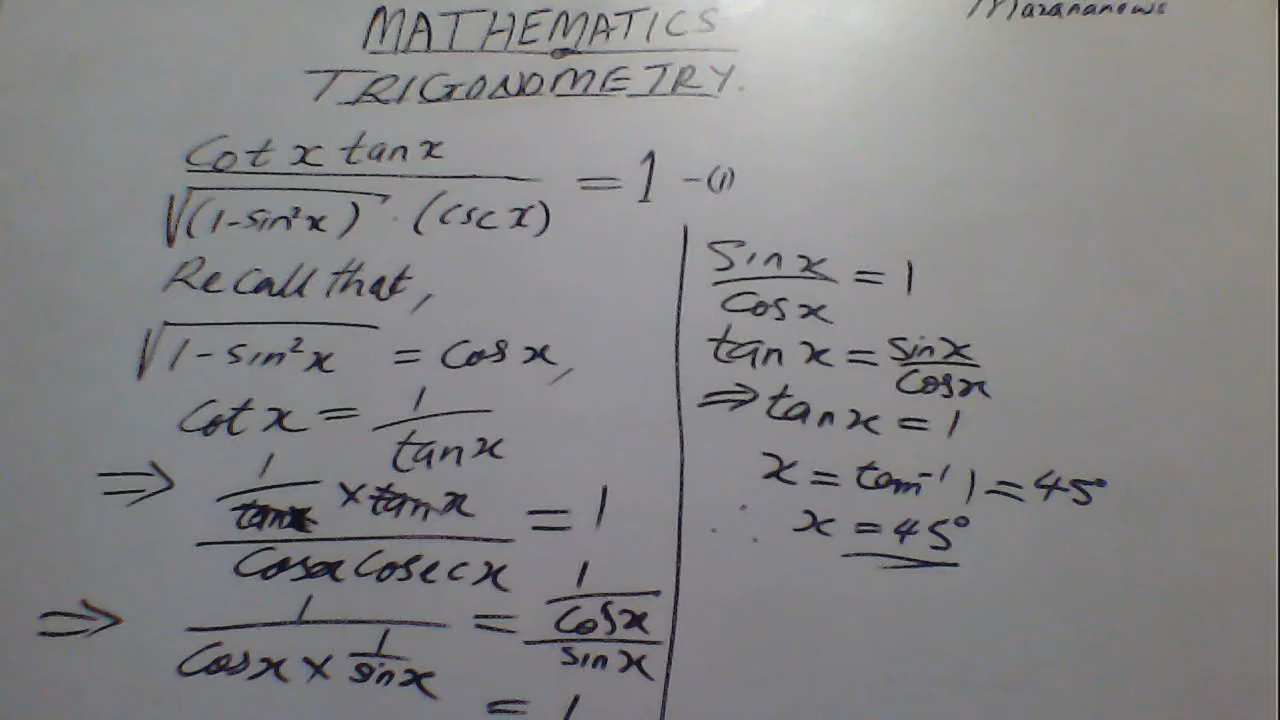 Mazananews
MATHEMATICS
TRIGONOMETRY.
Cot x tan x
―――――――――― = 1 -(1)
√(1-sin²x) · (csc x)
Recall that,
√1-sin²x = Cos x,
Cot x = 1/tan x
⇒ (1/tan x × tan x)/(Cos x Cosec x) = 1
⇒ 1/(Cos x × 1/sin x) = 1/(Cos x/sin x)
= 1
Sin x/Cos x = 1
tan x = sin x/Cos x
⇒ tan x = 1
x = tan⁻¹ 1 = 45°
∴ x = 45°